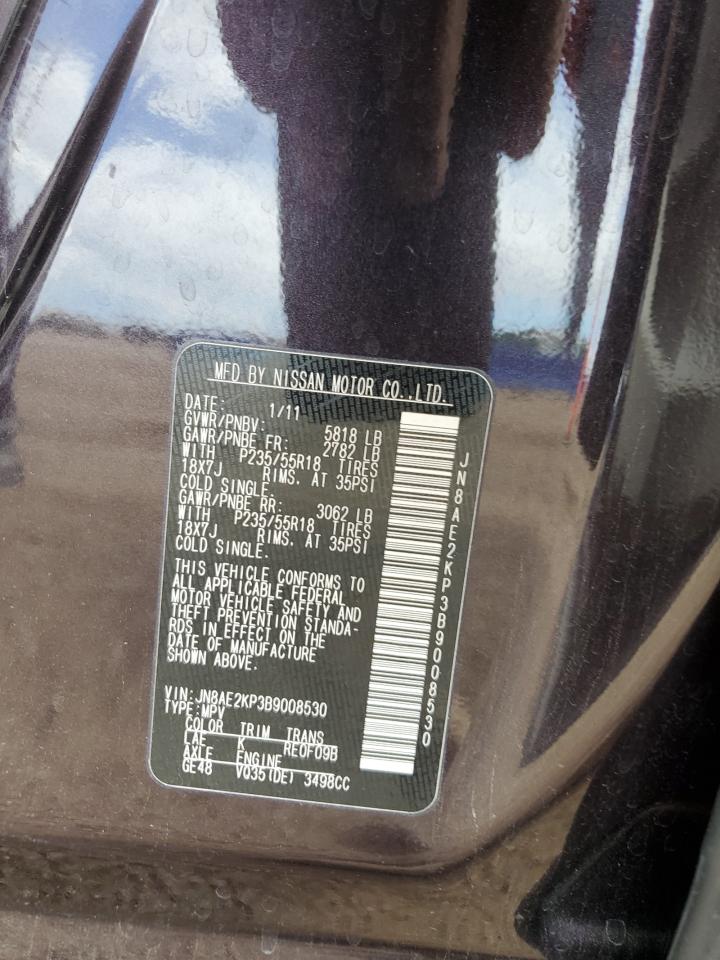 MFD BY NISSAN MOTOR CO.,LTD.
DATE: 1/11
GVWR/PNBV: 5818 LB
GAWR/PNBE FR: 2782 LB
WITH P235/55R18 TIRES
18X7J RIMS. AT 35PSI
COLD SINGLE.
GAWR/PNBE RR: 3062 LB
WITH P235/55R18 TIRES
18X7J RIMS. AT 35PSI
COLD SINGLE.
THIS VEHICLE CONFORMS TO
ALL APPLICABLE FEDERAL
MOTOR VEHICLE SAFETY AND
THEFT PREVENTION STANDA-
RDS IN EFFECT ON THE
DATE OF MANUFACTURE
SHOWN ABOVE.
VIN:JN8AE2KP3B9008530
TYPE:MPV
COLOR TRIM TRANS
LAE K RE0F09B
AXLE ENGINE
GE48 VQ35(DE) 3498CC
JN8AE2KP3B9008530